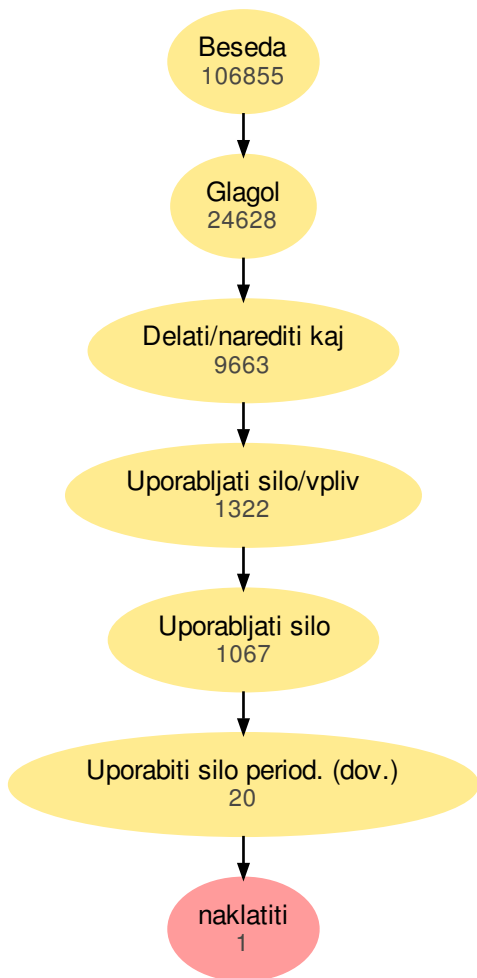 Beseda
106855
Glagol
24628
Delati/narediti kaj
9663
Uporabljati silo/vpliv
1322
Uporabljati silo
1067
Uporabiti silo period. (dov.)
20
naklatiti
1